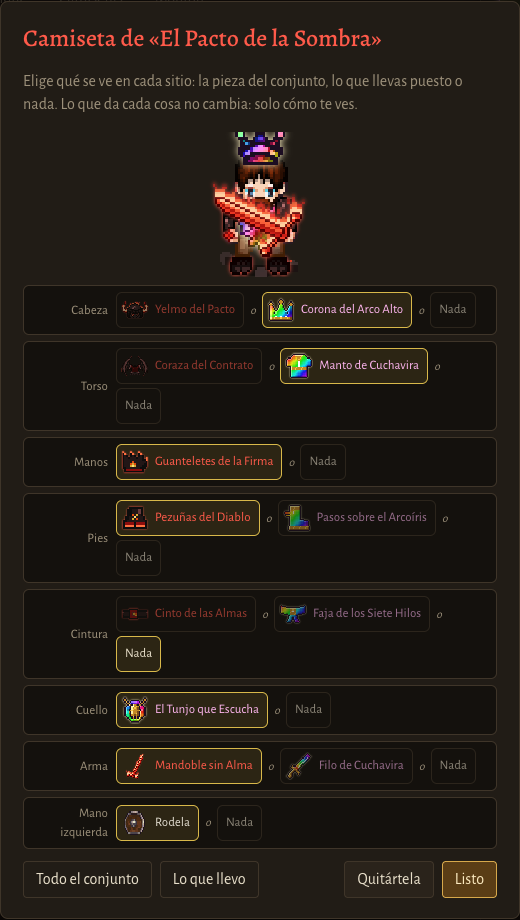 Camiseta de «El Pacto de la Sombra»
Elige qué se ve en cada sitio: la pieza del conjunto, lo que llevas puesto o
nada. Lo que da cada cosa no cambia: solo cómo te ves.
Cabeza Yelmo del Pacto o Corona del Arco Alto o Nada
Torso Coraza del Contrato o Manto de Cuchavira o
Nada
Manos Guanteletes de la Firma o Nada
Pies Pezuñas del Diablo o Pasos sobre el Arcoíris o
Nada
Cintura Cinto de las Almas o Faja de los Siete Hilos o
Nada
Cuello El Tunjo que Escucha o Nada
Arma Mandoble sin Alma o Filo de Cuchavira o Nada
Mano
izquierda Rodela o Nada
Todo el conjunto Lo que llevo Quitártela Listo